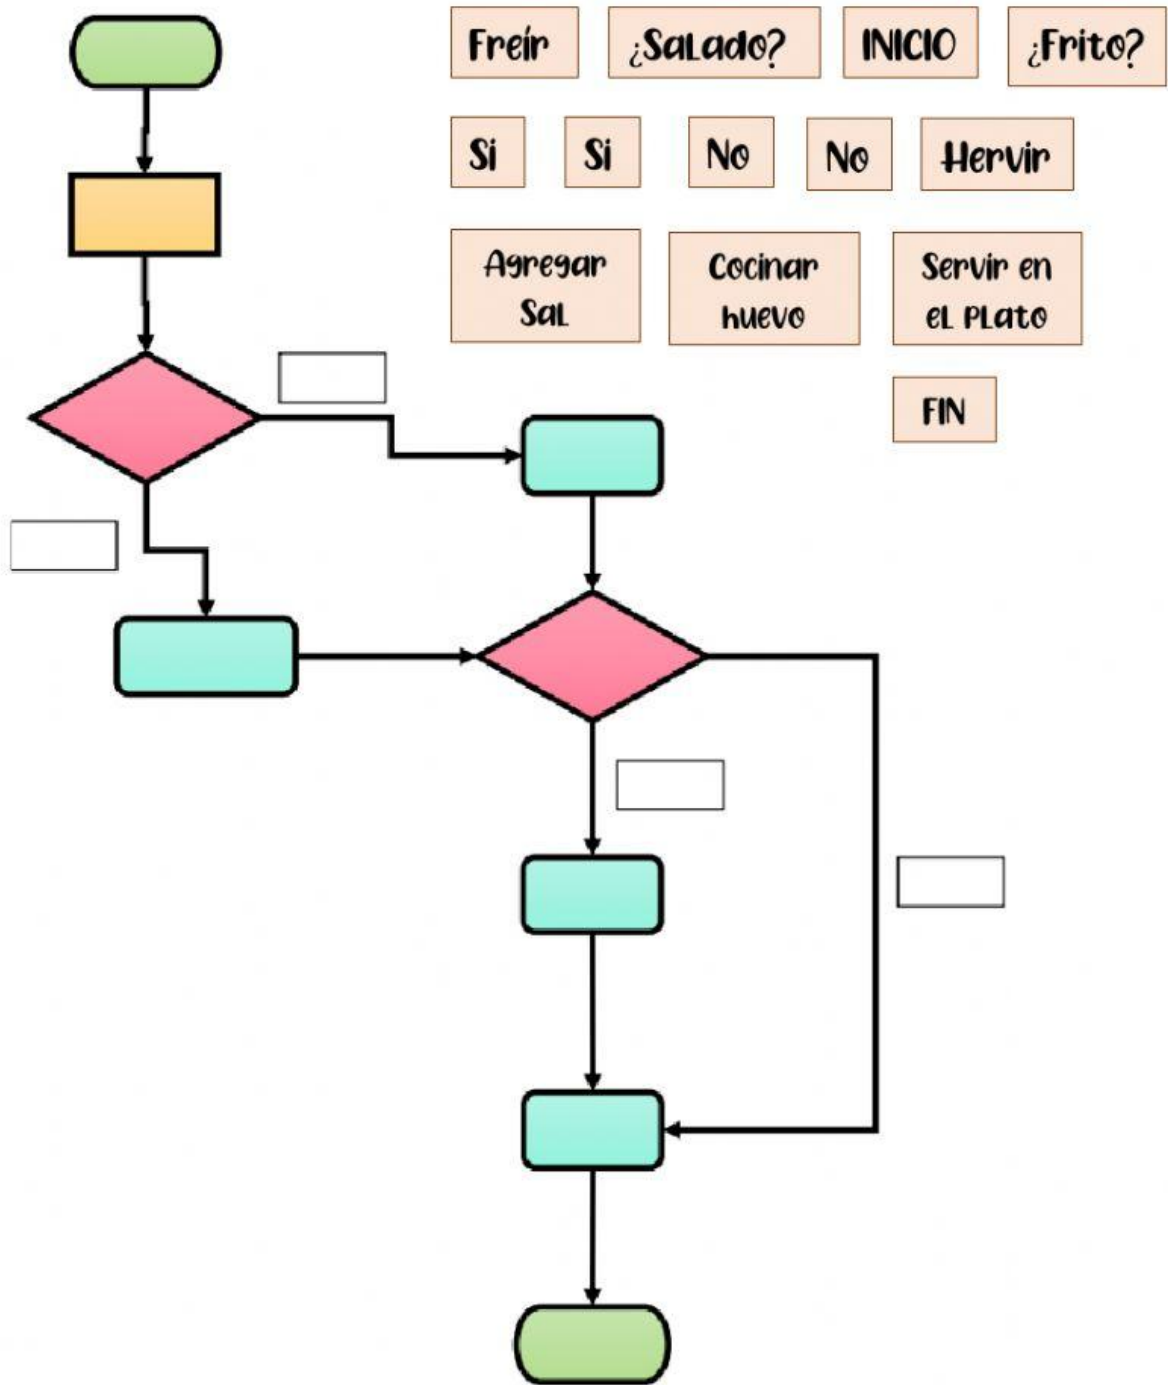 Freír
¿Salado?
INICIO
¿Frito?
Si
Si
No
No
Hervir
Agregar
Sal
Cocinar
huevo
Servir en
el Plato
FIN